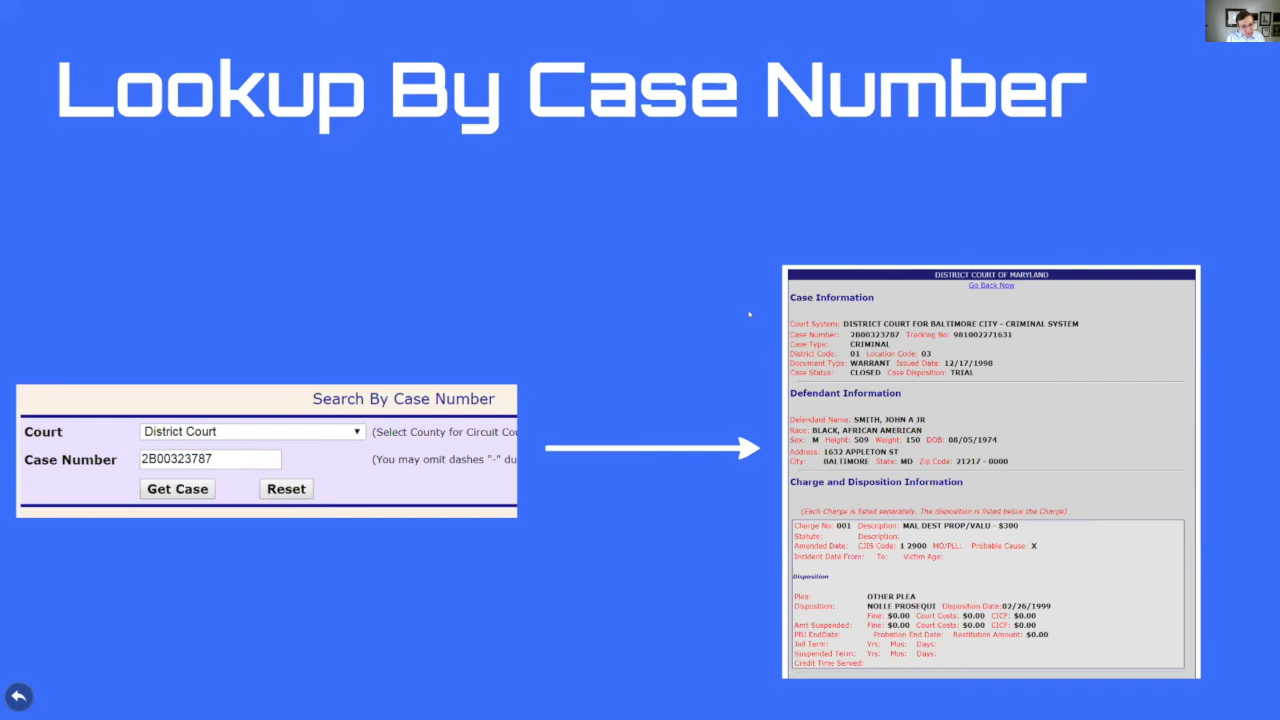 Lookup By Case Number
Search By Case Number
Court District Court (Select County for Circuit Cou
Case Number 2B00323787 (You may omit dashes "-" du
Get Case Reset
DISTRICT COURT OF MARYLAND
Go Back Now
Case Information
Court System: DISTRICT COURT FOR BALTIMORE CITY - CRIMINAL SYSTEM
Case Number: 2B00323787 Tracking No: 981002271631
Case Type: CRIMINAL
District Code: 01 Location Code: 03
Document Type: WARRANT Issued Date: 12/17/1998
Case Status: CLOSED Case Disposition: TRIAL
Defendant Information
Defendant Name: SMITH, JOHN A JR
Race: BLACK, AFRICAN AMERICAN
Sex: M Height: 509 Weight: 150 DOB: 08/05/1974
Address: 1632 APPLETON ST
City: BALTIMORE State: MD Zip Code: 21217 - 0000
Charge and Disposition Information
(Each Charge is listed separately. The disposition is listed below the Charge)
Charge No: 001 Description: MAL DEST PROP/VALU - $300
Statute: Description:
Amended Date: CJIS Code: 1 2900 MO/PLL: Probable Cause: X
Incident Date From: To: Victim Age:
Disposition
Plea: OTHER PLEA
Disposition: NOLLE PROSEQUI Disposition Date: 02/26/1999
Fine: $0.00 Court Costs: $0.00 CICF: $0.00
Amt Suspended: Fine: $0.00 Court Costs: $0.00 CICF: $0.00
PBJ EndDate: Probation End Date: Restitution Amount: $0.00
Jail Term: Yrs: Mos: Days:
Suspended Term: Yrs: Mos: Days:
Credit Time Served: